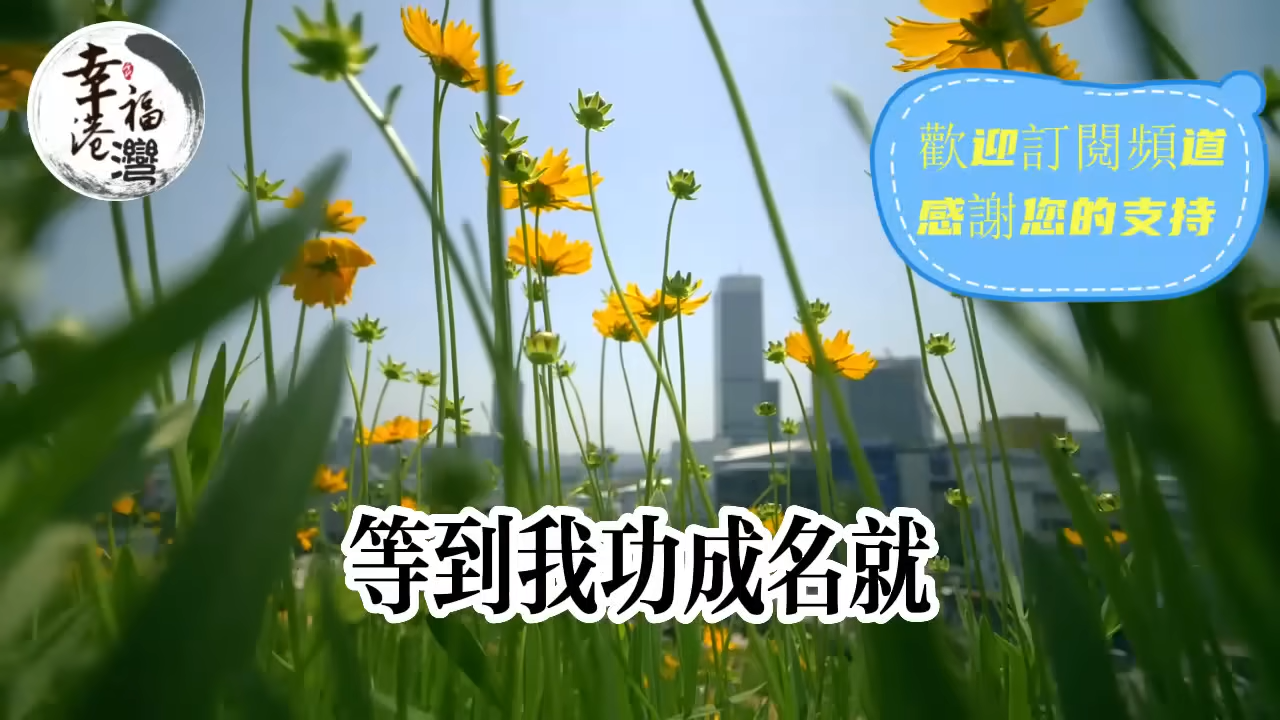 幸福
港灣
歡迎訂閱頻道
感謝您的支持
等到我功成名就